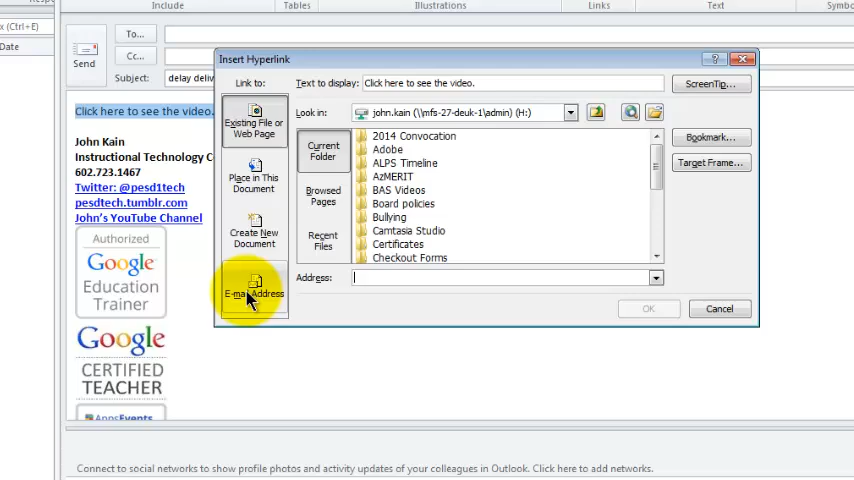 Include
Tables
Illustrations
Links
Text
(Ctrl+E)
Date
Send
To...
Cc...
Subject:
delay
Click here to see the video.
John Kain
Instructional Technology C
602.723.1467
Twitter: @pesd1tech
pesdtech.tumblr.com
John's YouTube Channel
Authorized
Google
Education
Trainer
Google
CERTIFIED
TEACHER
AppsEvents
Insert Hyperlink
Link to:
Text to display:
Click here to see the video.
ScreenTip...
Existing File or
Web Page
Look in:
john.kain (\\mfs-27-deuk-1\admin) (H:)
Place in This
Document
Create New
Document
E-mail Address
Current
Folder
Browsed
Pages
Recent
Files
2014 Convocation
Adobe
ALPS Timeline
AzMERIT
BAS Videos
Board policies
Bullying
Camtasia Studio
Certificates
Checkout Forms
Bookmark...
Target Frame...
Address:
OK
Cancel
Connect to social networks to show profile photos and activity updates of your colleagues in Outlook. Click here to add networks.